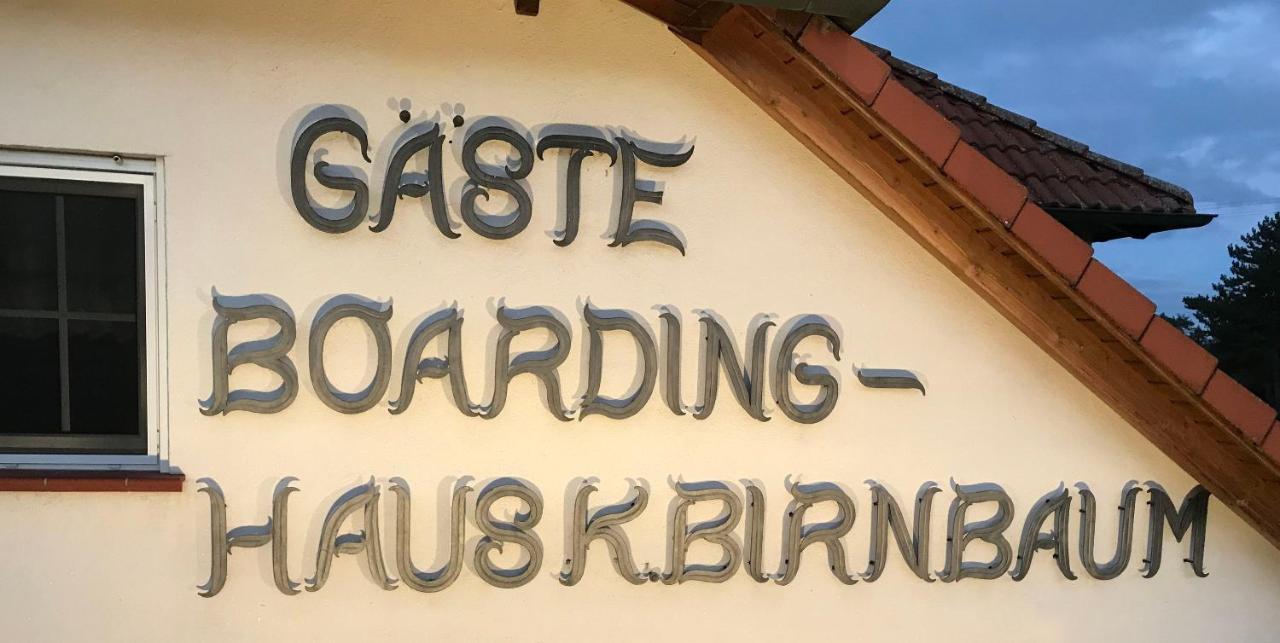 GÄSTE
BOARDING-
HAUS K.BIRNBAUM